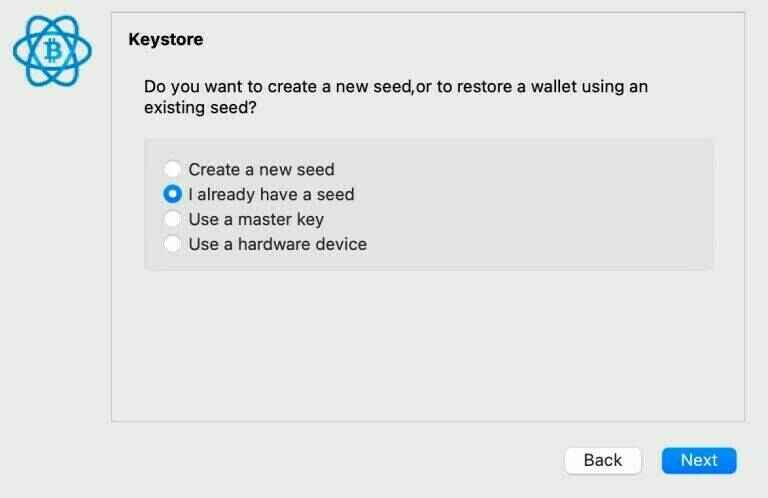 Keystore
Do you want to create a new seed,or to restore a wallet using an
existing seed?
Create a new seed
I already have a seed
Use a master key
Use a hardware device
Back
Next